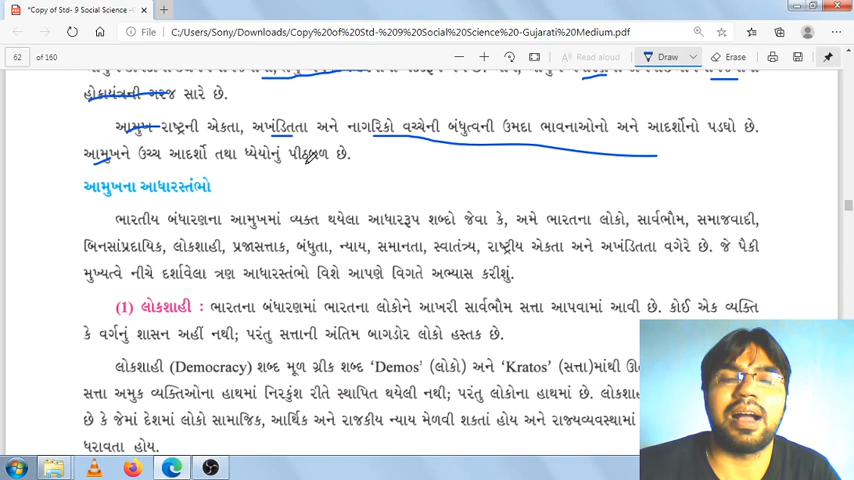 *Copy of Std- 9 Social Science -
File
C:/Users/Sony/Downloads/Copy%20of%20Std-%209%20Social%20Science%20-Gujarati%20Medium.pdf
62 of 160
Read aloud
Draw
Erase
હોકાયંત્રની ગરજ સારે છે.
આમુખ રાષ્ટ્રની એકતા, અખંડિતતા અને નાગરિકો વચ્ચેની બંધુત્વની ઉમદા ભાવનાઓનો અને આદર્શોનો પડઘો છે.
આમુખને ઉચ્ચ આદર્શો તથા ધ્યેયોનું પીઠબળ છે.
આમુખના આધારસ્તંભો
ભારતીય બંધારણના આમુખમાં વ્યક્ત થયેલા આધારરૂપ શબ્દો જેવા કે, અમે ભારતના લોકો, સાર્વભૌમ, સમાજવાદી,
બિનસાંપ્રદાયિક, લોકશાહી, પ્રજાસત્તાક, બંધુતા, ન્યાય, સમાનતા, સ્વાતંત્ર્ય, રાષ્ટ્રીય એકતા અને અખંડિતતા વગેરે છે. જે પૈકી
મુખ્યત્વે નીચે દર્શાવેલા ત્રણ આધારસ્તંભો વિશે આપણે વિગતે અભ્યાસ કરીશું.
(1) લોકશાહી : ભારતના બંધારણમાં ભારતના લોકોને આખરી સાર્વભૌમ સત્તા આપવામાં આવી છે. કોઈ એક વ્યક્તિ
કે વર્ગનું શાસન અહીં નથી; પરંતુ સત્તાની અંતિમ બાગડોર લોકો હસ્તક છે.
લોકશાહી (Democracy) શબ્દ મૂળ ગ્રીક શબ્દ 'Demos' (લોકો) અને 'Kratos' (સત્તા)માંથી
સત્તા અમુક વ્યક્તિઓના હાથમાં નિરકુંશ રીતે સ્થાપિત થયેલી નથી; પરંતુ લોકોના હાથમાં છે.
છે કે જેમાં દેશમાં લોકો સામાજિક, આર્થિક અને રાજકીય ન્યાય મેળવી શકતાં હોય અને રાજ્યવ્યવસ્થામાં
ધરાવતા હોય.